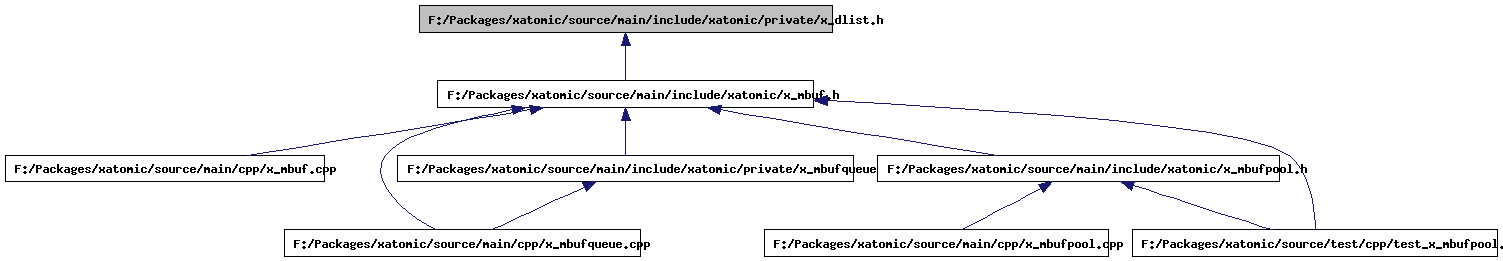 F:/Packages/xatomic/source/main/include/xatomic/private/x_dlist.h
F:/Packages/xatomic/source/main/include/xatomic/x_mbuf.h
F:/Packages/xatomic/source/main/cpp/x_mbuf.cpp
F:/Packages/xatomic/source/main/include/xatomic/private/x_mbufqueue
F:/Packages/xatomic/source/main/include/xatomic/x_mbufpool.h
F:/Packages/xatomic/source/main/cpp/x_mbufqueue.cpp
F:/Packages/xatomic/source/main/cpp/x_mbufpool.cpp
F:/Packages/xatomic/source/test/cpp/test_x_mbufpool.